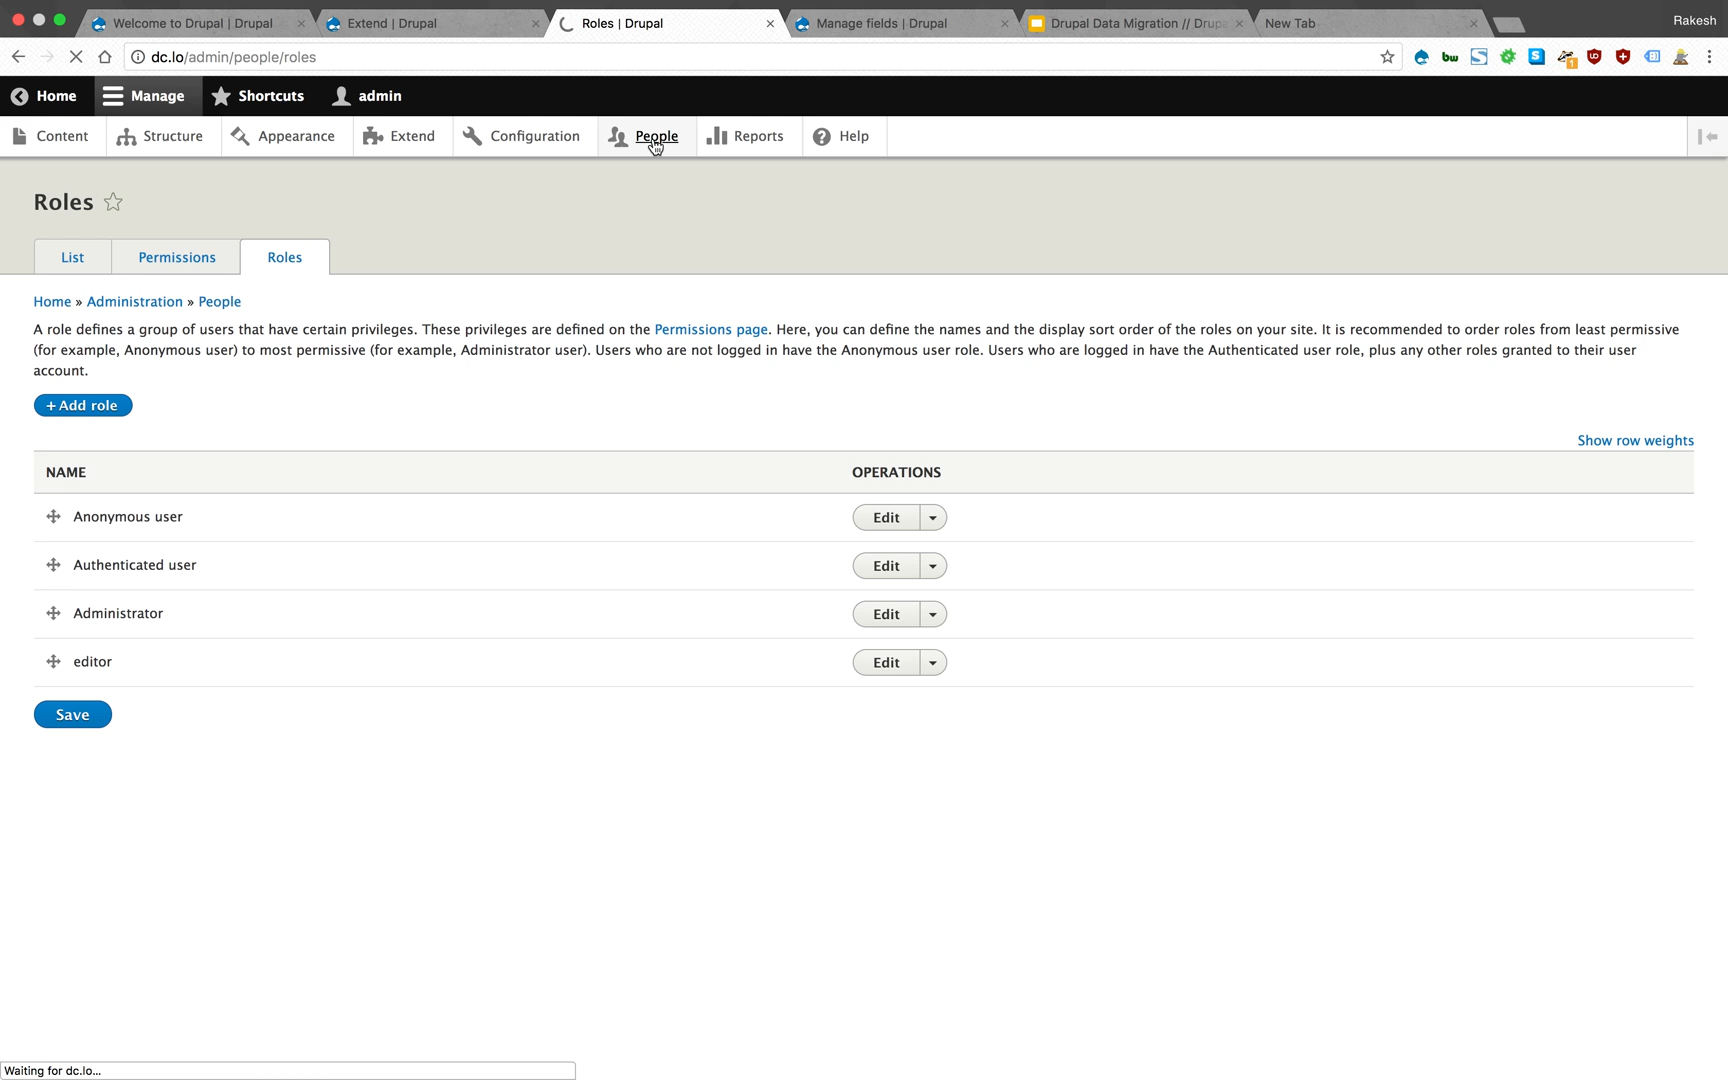 Welcome to Drupal | Drupal
Extend | Drupal
Roles | Drupal
Manage fields | Drupal
Drupal Data Migration // Drupa
New Tab
Rakesh
dc.lo/admin/people/roles
bw
S
1
Home
Manage
Shortcuts
admin
Content
Structure
Appearance
Extend
Configuration
People
Reports
Help
Roles
List
Permissions
Roles
Home » Administration » People
A role defines a group of users that have certain privileges. These privileges are defined on the Permissions page. Here, you can define the names and the display sort order of the roles on your site. It is recommended to order roles from least permissive
(for example, Anonymous user) to most permissive (for example, Administrator user). Users who are not logged in have the Anonymous user role. Users who are logged in have the Authenticated user role, plus any other roles granted to their user
account.
+ Add role
Show row weights
NAME
OPERATIONS
Anonymous user
Edit
Authenticated user
Edit
Administrator
Edit
editor
Edit
Save
Waiting for dc.lo...